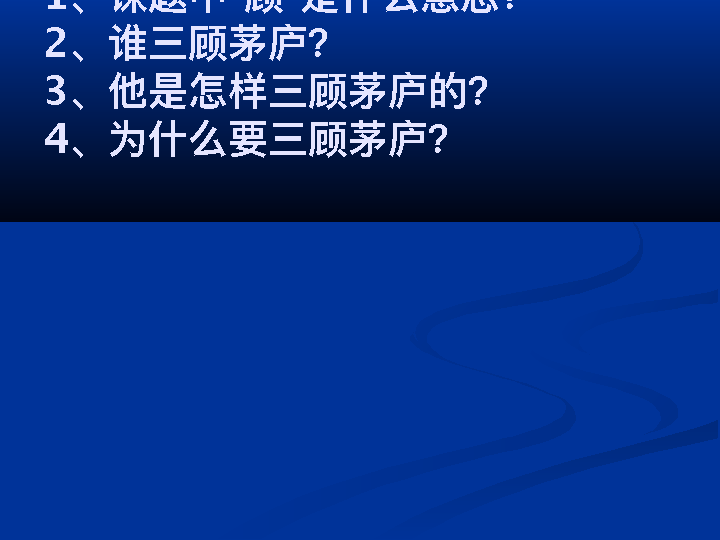 1、课题中“顾”是什么意思？
2、谁三顾茅庐？
3、他是怎样三顾茅庐的？
4、为什么要三顾茅庐？